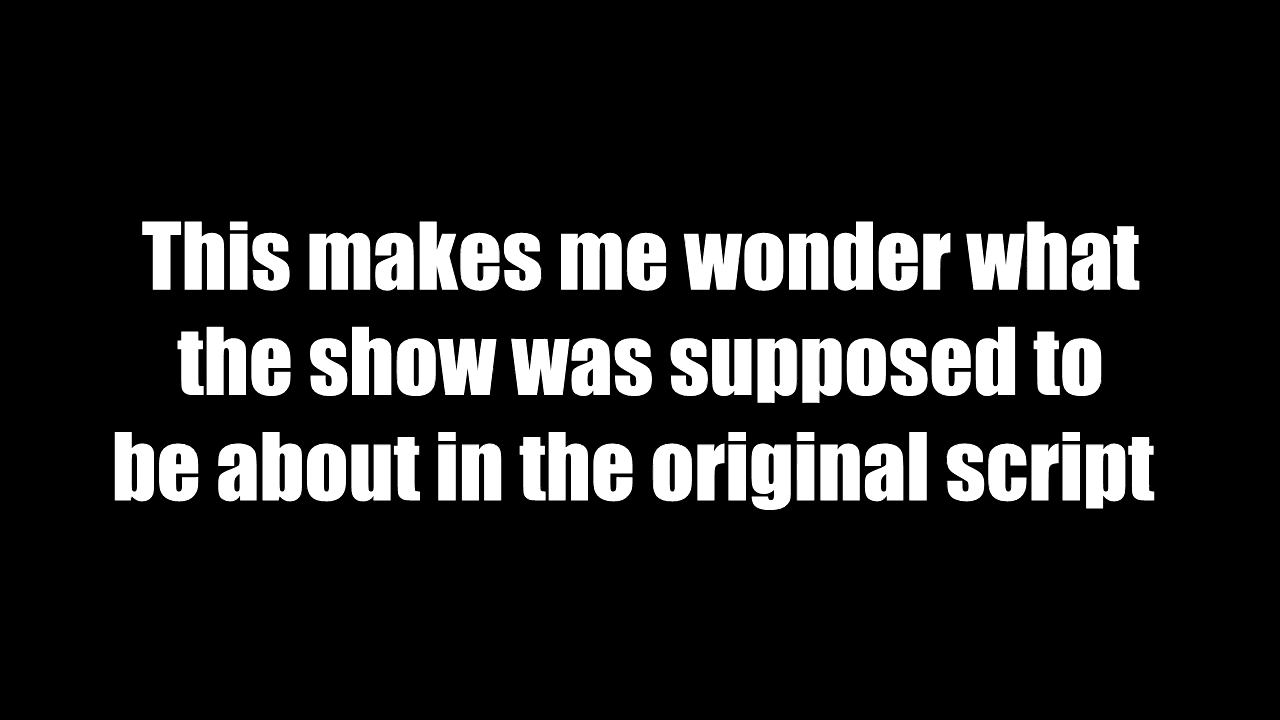 This makes me wonder what
the show was supposed to
be about in the original script